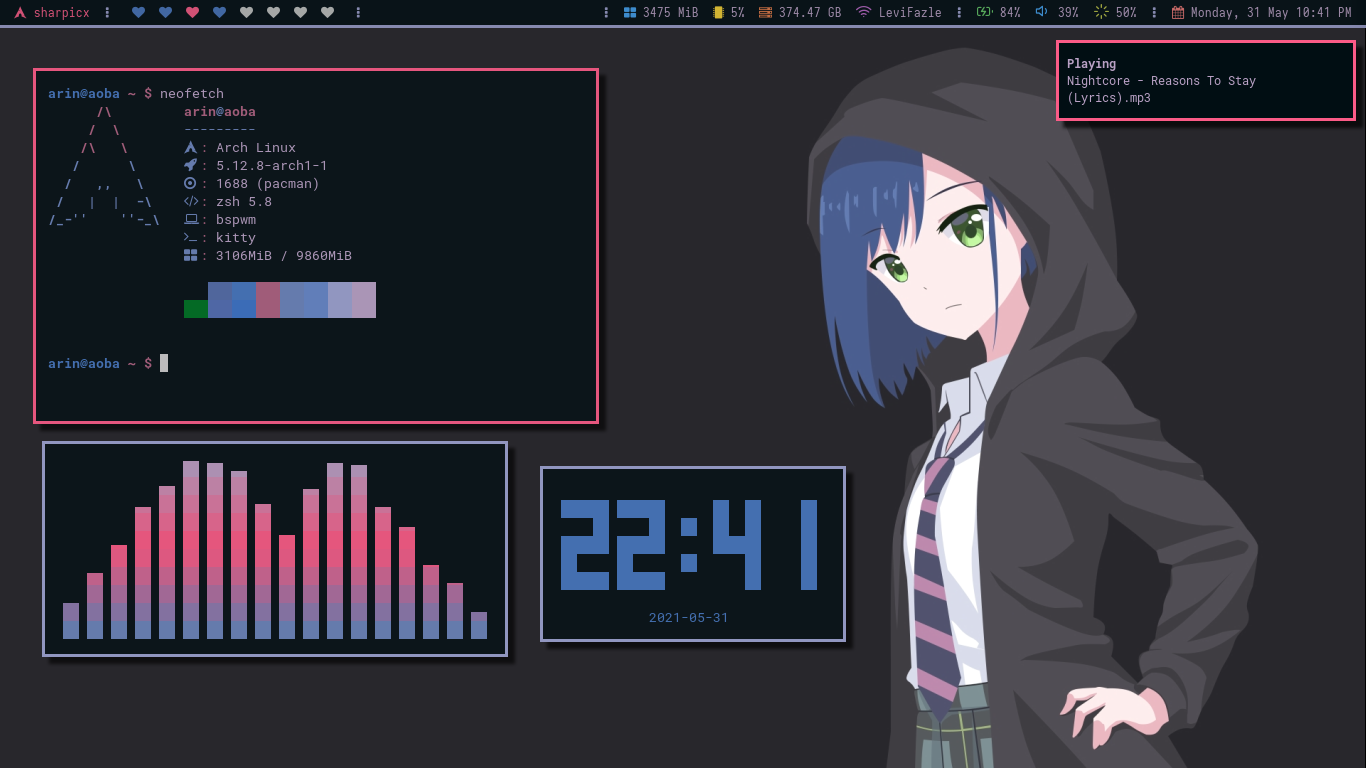 sharpicx
3475 MiB 5% 374.47 GB LeviFazle 84% 39% 50% Monday, 31 May 10:41 PM
Playing
Nightcore - Reasons To Stay
(Lyrics).mp3
arin@aoba ~ $ neofetch
arin@aoba
---------
: Arch Linux
: 5.12.8-arch1-1
: 1688 (pacman)
: zsh 5.8
: bspwm
: kitty
: 3106MiB / 9860MiB
arin@aoba ~ $
22:41
2021-05-31